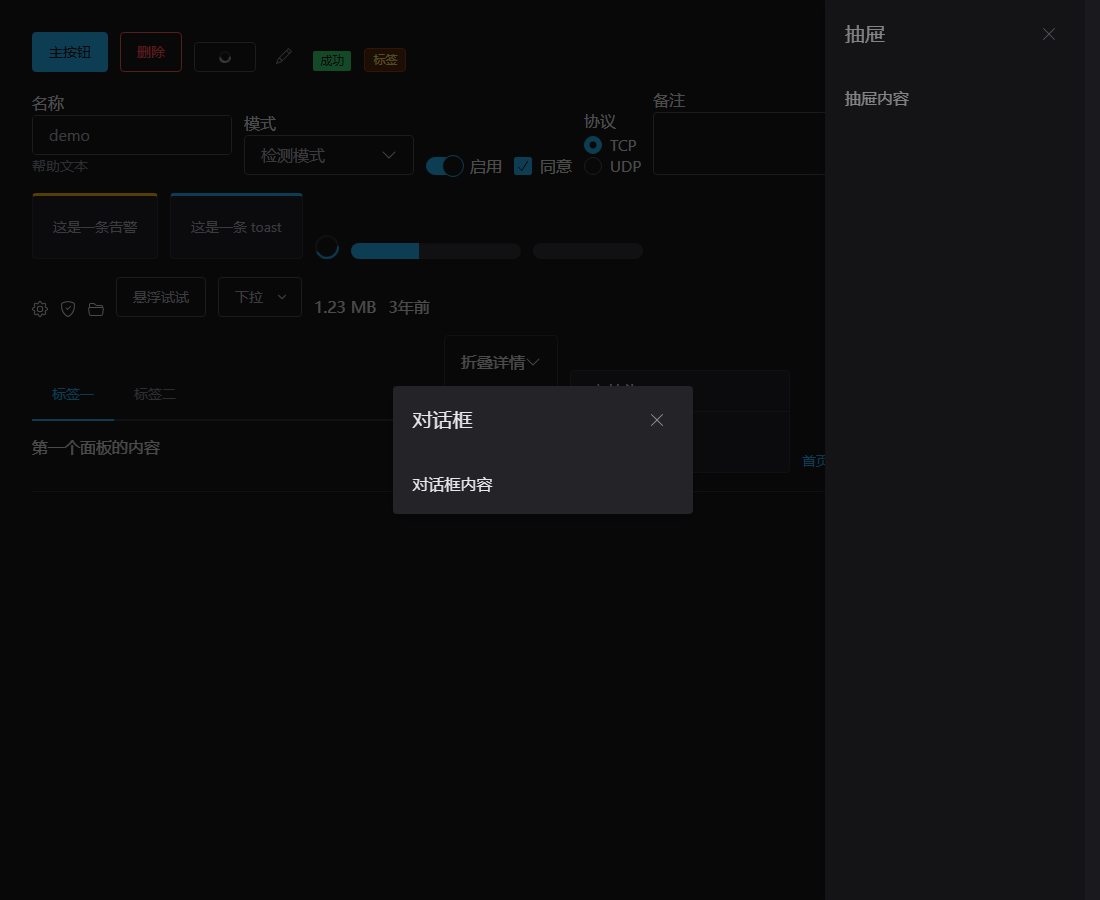 主按钮
删除
成功
标签
抽屉
抽屉内容
名称
demo
帮助文本
模式
检测模式
启用
同意
协议
TCP
UDP
备注
这是一条告警
这是一条 toast
悬浮试试
下拉
1.23 MB
3年前
折叠详情
标签一
标签二
第一个面板的内容
首页
对话框
对话框内容